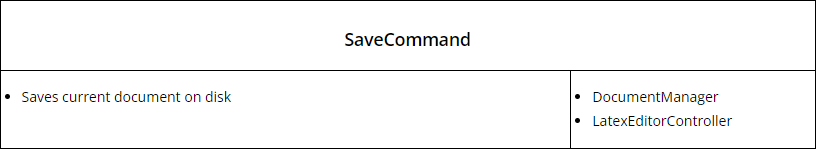 SaveCommand
Saves current document on disk
DocumentManager
LatexEditorController